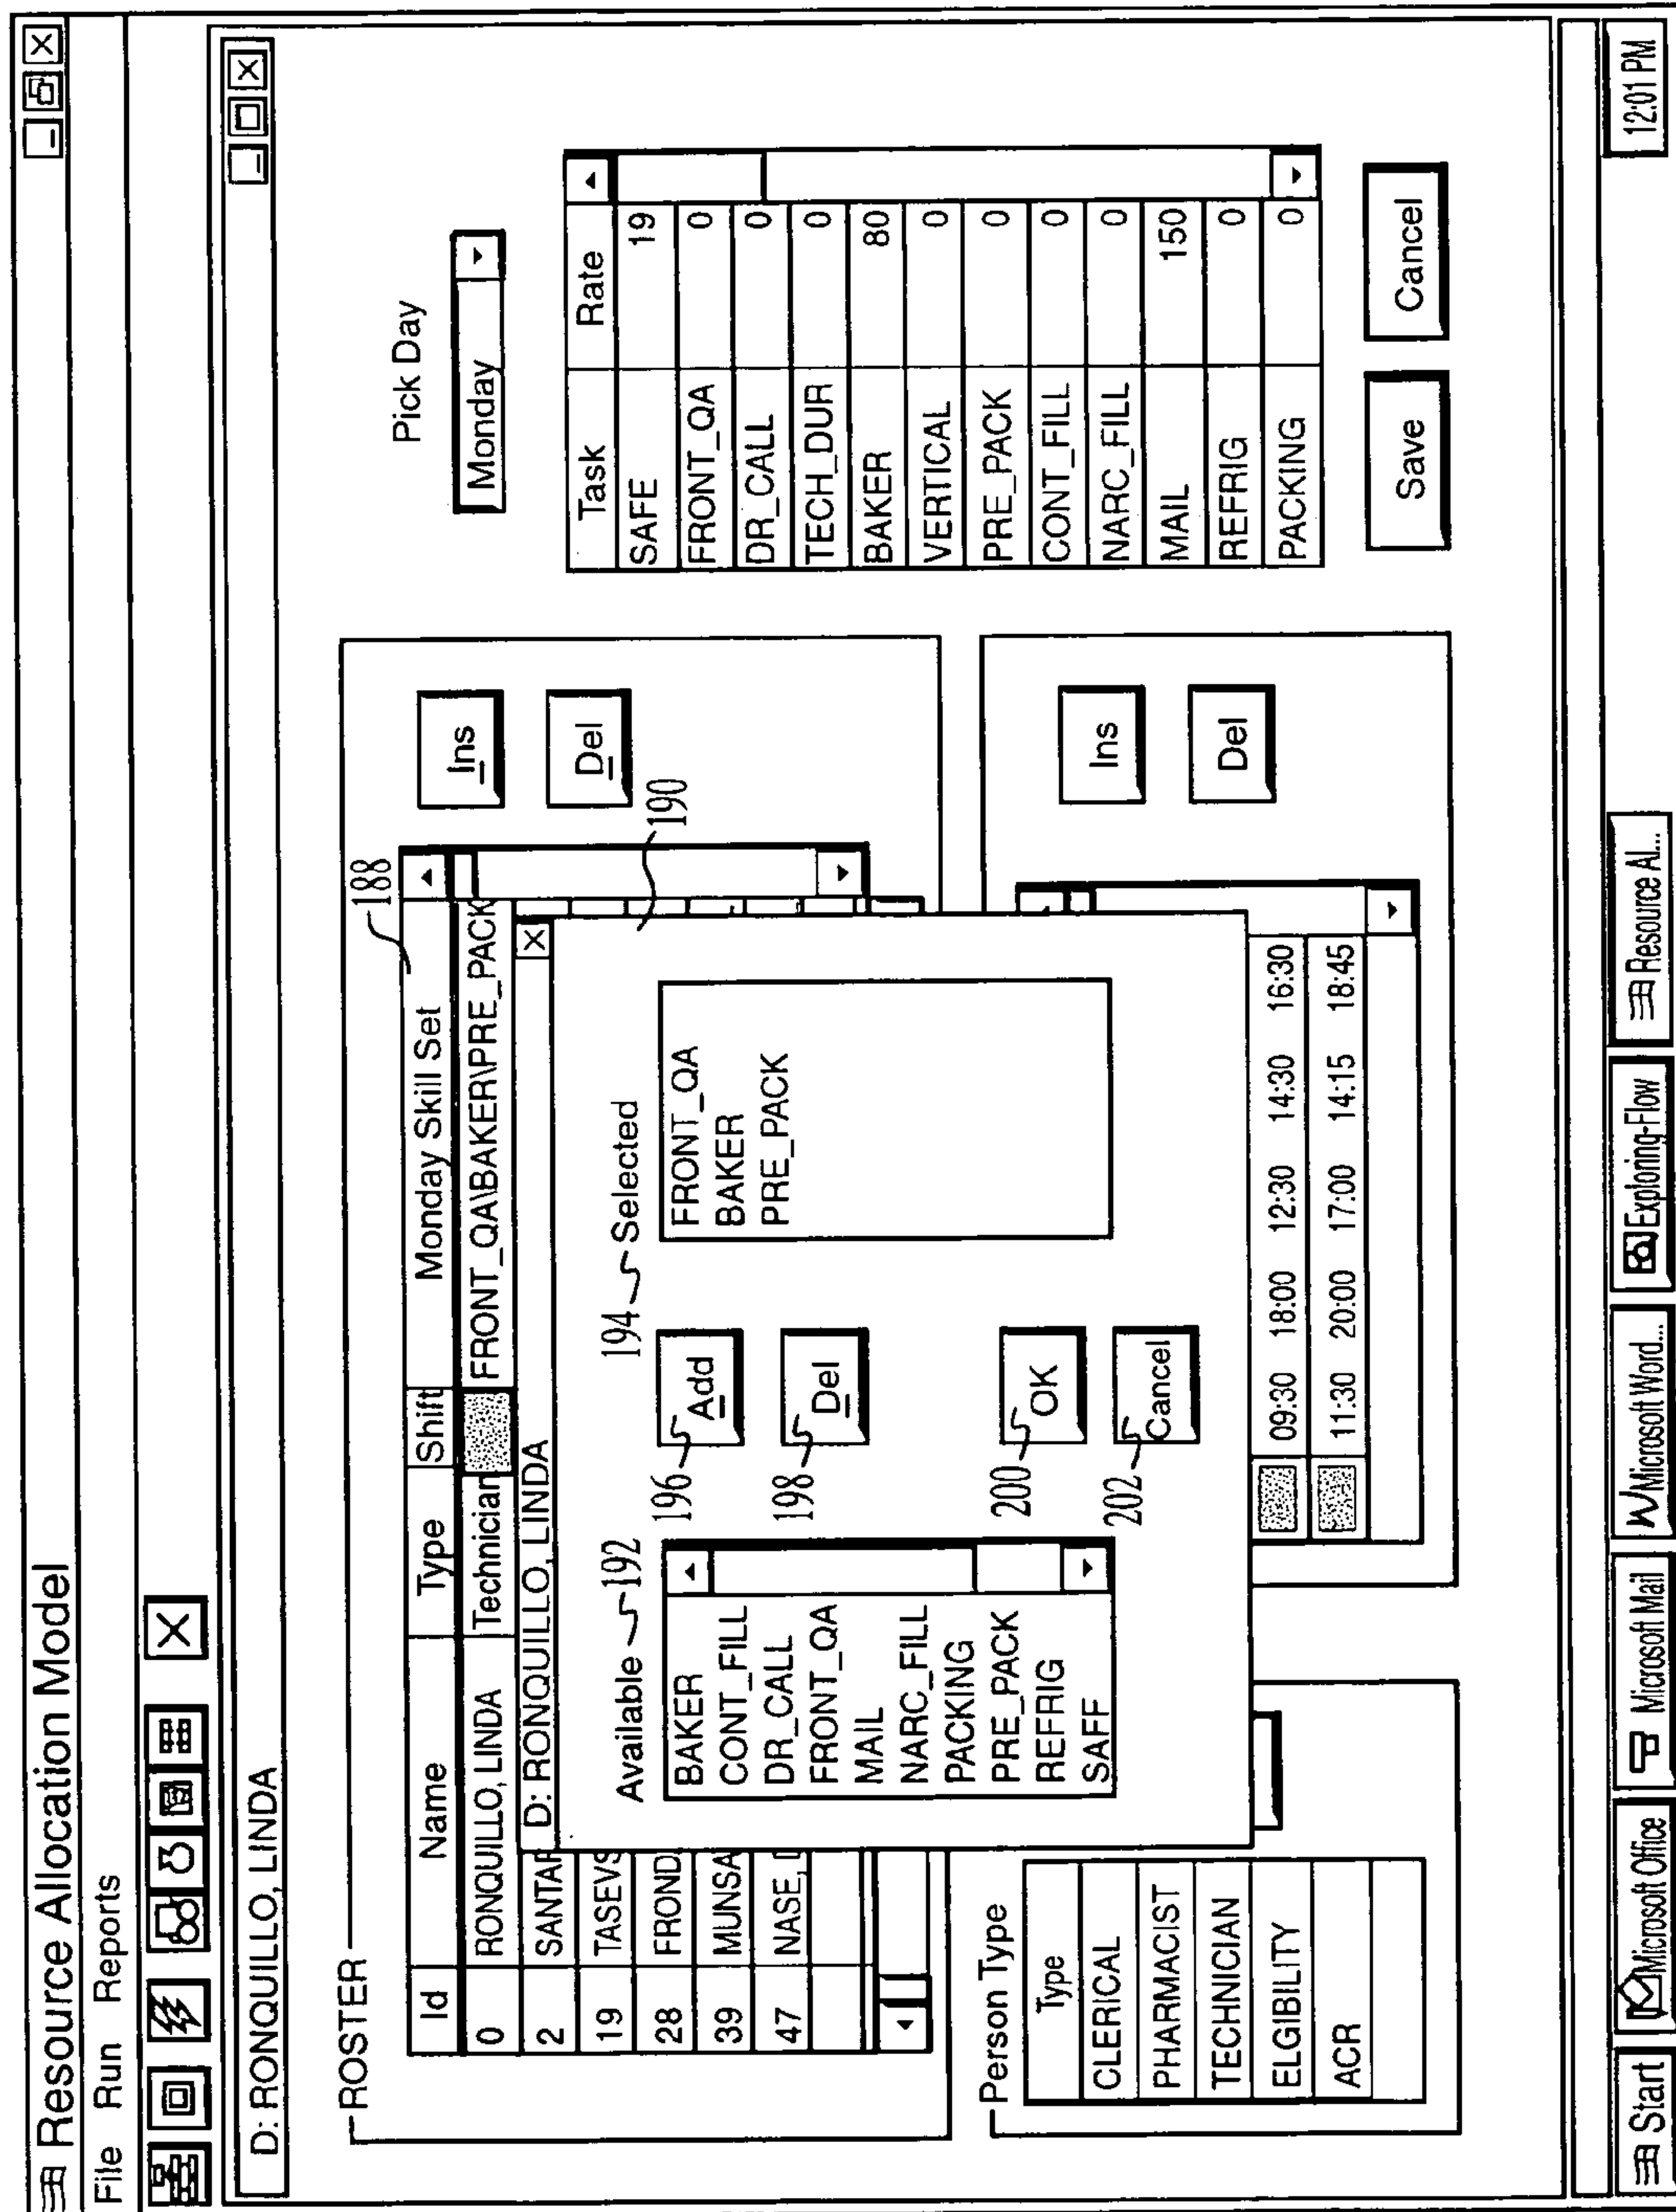 Resource Allocation Model
File Run Reports
D: RONQUILLO, LINDA
ROSTER
188
Id Name Type Shift Monday Skill Set
0 RONQUILLO, LINDA Technician FRONT_QA\BAKER\PRE_PACK
2 SANTAR
19 TASEVS
28 FROND
39 MUNSA
47 NASE,
Ins
Del
190
D: RONQUILLO, LINDA
Available 192
BAKER
CONT_FILL
DR_CALL
FRONT_QA
MAIL
NARC_FILL
PACKING
PRE_PACK
REFRIG
SAFF
196 Add
198 Del
200 OK
202 Cancel
194 Selected
FRONT_QA
BAKER
PRE_PACK
Pick Day
Monday
Task Rate
SAFE 19
FRONT_QA 0
DR_CALL 0
TECH_DUR 0
BAKER 80
VERTICAL 0
PRE_PACK 0
CONT_FILL 0
NARC_FILL 0
MAIL 150
REFRIG 0
PACKING 0
Save Cancel
Person Type
Type
CLERICAL
PHARMACIST
TECHNICIAN
ELGIBILITY
ACR
09:30 18:00 12:30 14:30 16:30
11:30 20:00 17:00 14:15 18:45
Ins
Del
Start Microsoft Office Microsoft Mail Microsoft Word... Exploring-Flow Resource Al... 12:01 PM